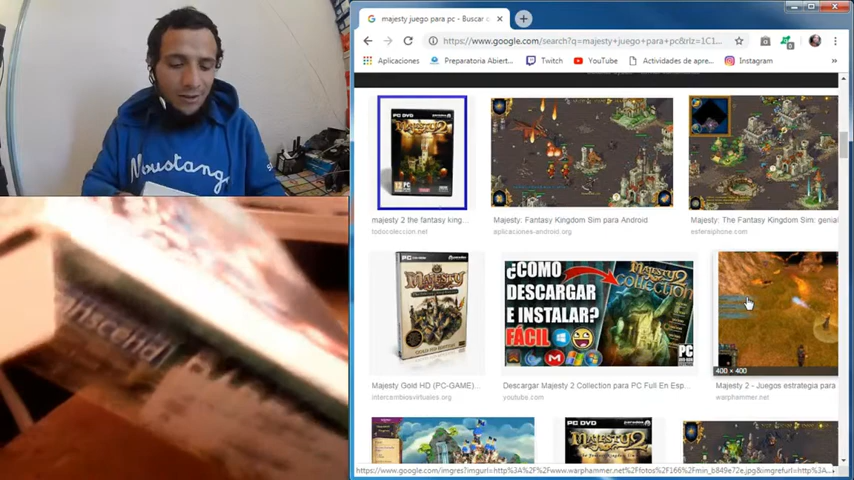 majesty juego para pc - Buscar c
https://www.google.com/search?q=majesty+juego+para+pc&rlz=1C1...
Aplicaciones
Preparatoria Abiert...
Twitch
YouTube
Actividades de apre...
Instagram
PC DVD
MAJESTY 2
majesty 2 the fantasy king...
todocoleccion.net
Majesty: Fantasy Kingdom Sim para Android
aplicaciones-android.org
Majesty: The Fantasy Kingdom Sim: genial
esferaiphone.com
Moustang
PC
MAJESTY
¿COMO
DESCARGAR
E INSTALAR?
FÁCIL
MAJESTY 2
COLLECTION
PC
400 × 400
Majesty Gold HD (PC-GAME)...
intercambiosvirtuales.org
Descargar Majesty 2 Collection para PC Full En Esp...
youtube.com
Majesty 2 - Juegos estrategia para
warphammer.net
PC DVD
MAJESTY 2
https://www.google.com/imgres?imgurl=http%3A%2F%2Fwww.warphammer.net%2Ffotos%2F166%2Fmin_b849e72e.jpg&imgrefurl=http%3A...